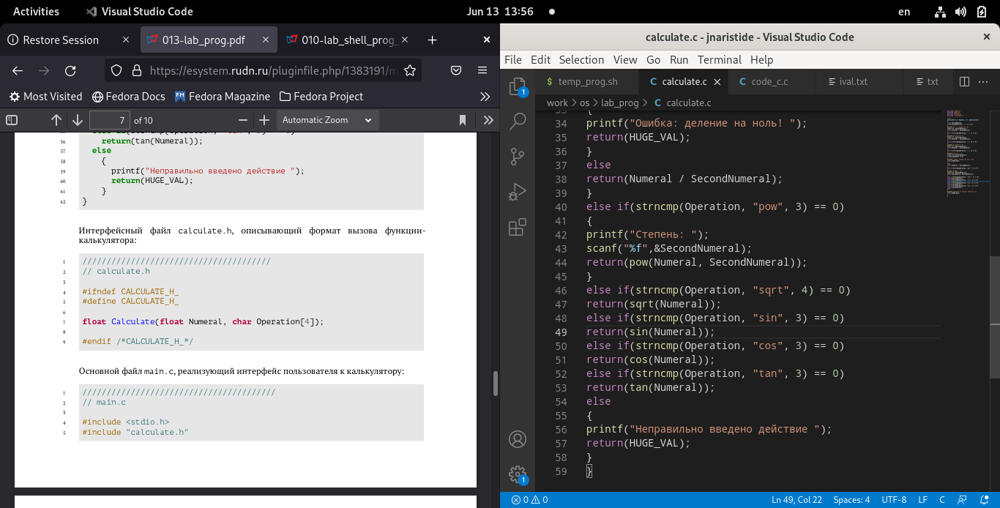 Activities
Visual Studio Code
Jun 13 13:56
en
Restore Session
013-lab_prog.pdf
010-lab_shell_prog_
calculate.c - jnaristide - Visual Studio Code
https://esystem.rudn.ru/pluginfile.php/1383191/m
Most Visited
Fedora Docs
FM
Fedora Magazine
Fedora Project
7 of 10
Automatic Zoom
56 return(tan(Numeral));
57 else
58 {
59 printf("Неправильно введено действие ");
60 return(HUGE_VAL);
61 }
62 }
Интерфейсный файл calculate.h, описывающий формат вызова функции-
калькулятора:
1 ///////////////////////////////////////
2 // calculate.h
3
4 #ifndef CALCULATE_H_
5 #define CALCULATE_H_
6
7 float Calculate(float Numeral, char Operation[4]);
8
9 #endif /*CALCULATE_H_*/
Основной файл main.c, реализующий интерфейс пользователя к калькулятору:
1 ////////////////////////////////////////
2 // main.c
3
4 #include <stdio.h>
5 #include "calculate.h"
File Edit Selection View Go Run Terminal Help
$ temp_prog.sh
C calculate.c
C code_c.c
ival.txt
txt
work > os > lab_prog > C calculate.c
33 {
34 printf("Ошибка: деление на ноль! ");
35 return(HUGE_VAL);
36 }
37 else
38 return(Numeral / SecondNumeral);
39 }
40 else if(strncmp(Operation, "pow", 3) == 0)
41 {
42 printf("Степень: ");
43 scanf("%f",&SecondNumeral);
44 return(pow(Numeral, SecondNumeral));
45 }
46 else if(strncmp(Operation, "sqrt", 4) == 0)
47 return(sqrt(Numeral));
48 else if(strncmp(Operation, "sin", 3) == 0)
49 return(sin(Numeral));
50 else if(strncmp(Operation, "cos", 3) == 0)
51 return(cos(Numeral));
52 else if(strncmp(Operation, "tan", 3) == 0)
53 return(tan(Numeral));
54 else
55 {
56 printf("Неправильно введено действие ");
57 return(HUGE_VAL);
58 }
59 }
1
1
0 0
Ln 49, Col 22
Spaces: 4
UTF-8
LF
C